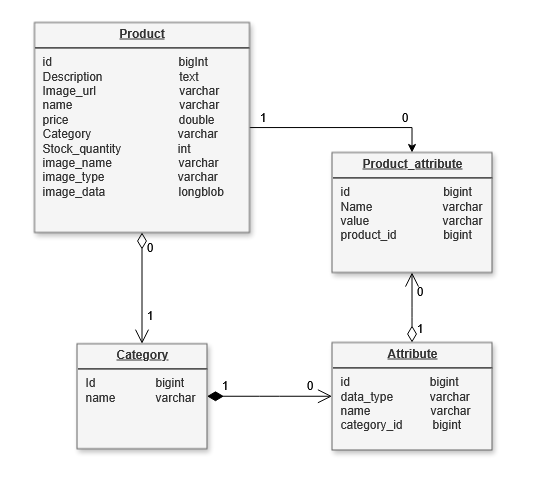 Product
id bigInt
Description text
Image_url varchar
name varchar
price double
Category varchar
Stock_quantity int
image_name varchar
image_type varchar
image_data longblob
1 0
Product_attribute
id bigint
Name varchar
value varchar
product_id bigint
0
1
0
1
Category
Id bigint
name varchar
1 0
Attribute
id bigint
data_type varchar
name varchar
category_id bigint